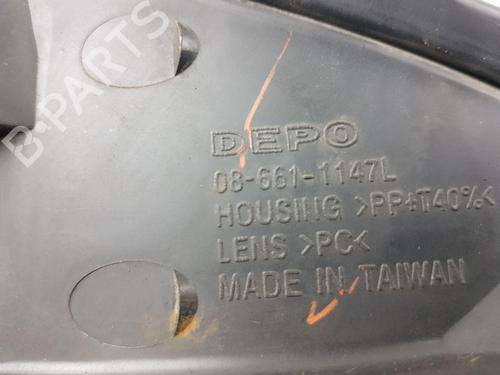 B-PARTS
DEPO
08-661-1147L
HOUSING >PP+T40%<
LENS >PC<
MADE IN TAIWAN